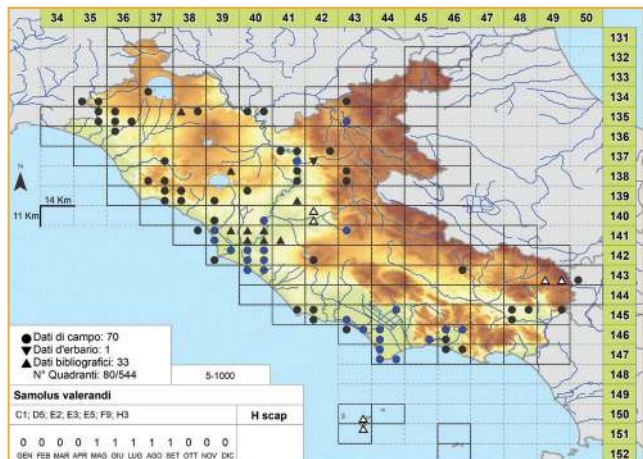 34 35 36 37 38 39 40 41 42 43 44 45 46 47 48 49 50
131
132
133
134
135
136
137
138
139
140
141
142
143
144
145
146
147
148
149
150
151
152
N
14 Km
11 Km
Dati di campo: 70
Dati d'erbario: 1
Dati bibliografici: 33
N° Quadranti: 80/544
5-1000
Samolus valerandi
C1; D5; E2; E3; E5; F9; H3
H scap
0 0 0 0 1 1 1 1 1 0 0 0
GEN FEB MAR APR MAG GIU LUG AGO SET OTT NOV DIC